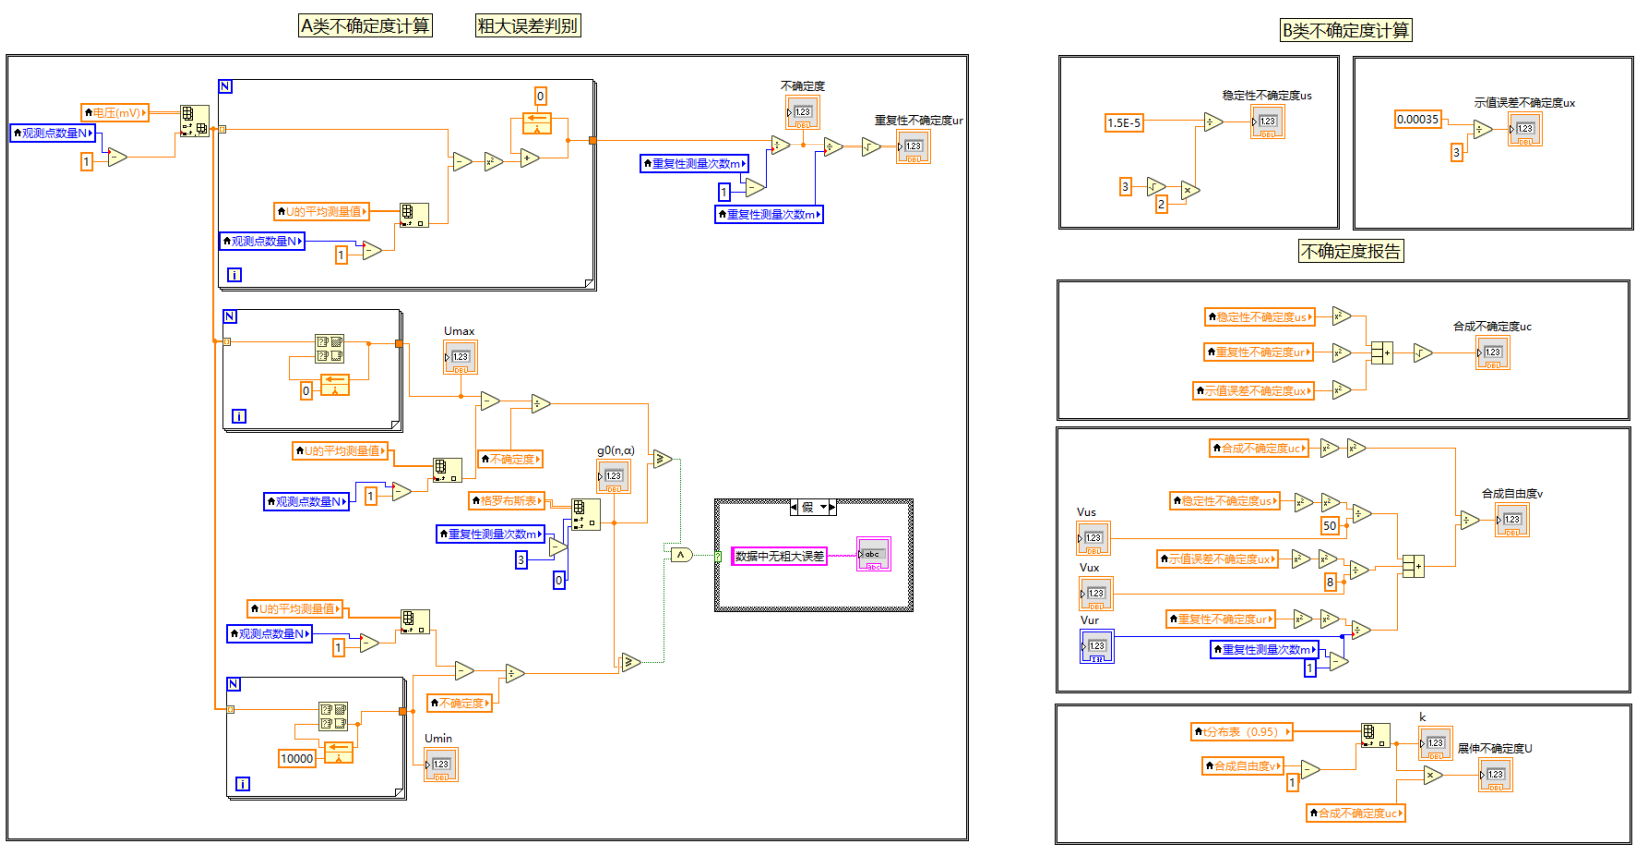 A类不确定度计算
粗大误差判别
N
电压(mV)
观测点数量N
1
0
U的平均测量值
观测点数量N
1
i
不确定度
1.23
DBL
重复性不确定度ur
1.23
DBL
重复性测量次数m
1
重复性测量次数m
N
0
i
Umax
1.23
DBL
U的平均测量值
观测点数量N
1
不确定度
g0(n,α)
1.23
DBL
格罗布斯表
重复性测量次数m
3
0
假
数据中无粗大误差
abc
abc
U的平均测量值
观测点数量N
1
不确定度
N
10000
i
Umin
1.23
DBL
B类不确定度计算
稳定性不确定度us
1.5E-5
1.23
DBL
3
2
示值误差不确定度ux
0.00035
1.23
DBL
3
不确定度报告
稳定性不确定度us
重复性不确定度ur
示值误差不确定度ux
合成不确定度uc
1.23
DBL
合成不确定度uc
稳定性不确定度us
Vus
1.23
DBL
50
合成自由度v
1.23
DBL
示值误差不确定度ux
Vux
1.23
DBL
8
重复性不确定度ur
Vur
1.23
重复性测量次数m
1
t分布表（0.95）
k
1.23
DBL
合成自由度v
1
展伸不确定度U
1.23
DBL
合成不确定度uc